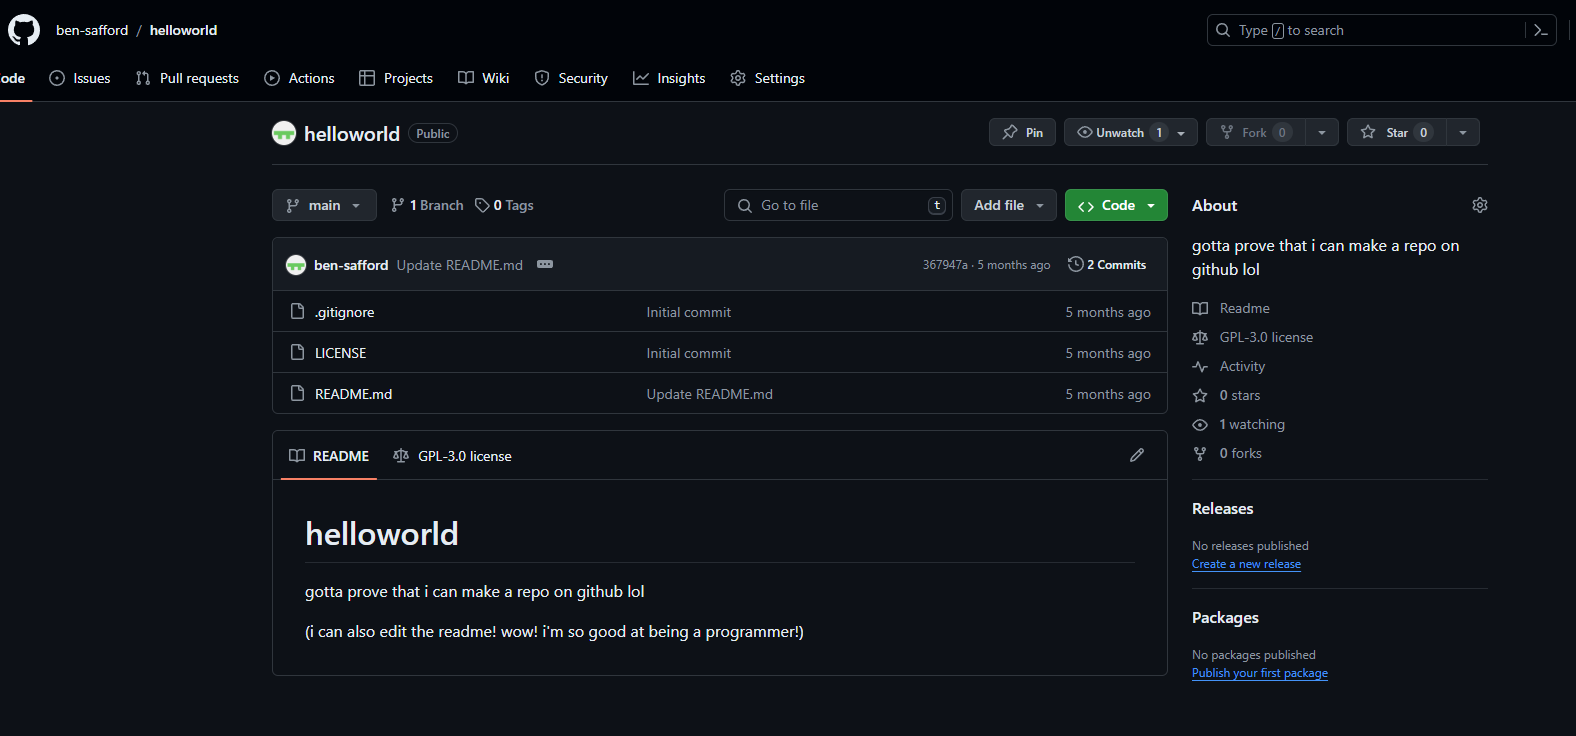 ben-safford / helloworld
Type / to search
ode Issues Pull requests Actions Projects Wiki Security Insights Settings
helloworld Public
Pin Unwatch 1 Fork 0 Star 0
main 1 Branch 0 Tags Go to file t Add file Code
ben-safford Update README.md 367947a · 5 months ago 2 Commits
.gitignore Initial commit 5 months ago
LICENSE Initial commit 5 months ago
README.md Update README.md 5 months ago
README GPL-3.0 license
helloworld
gotta prove that i can make a repo on github lol
(i can also edit the readme! wow! i'm so good at being a programmer!)
About
gotta prove that i can make a repo on
github lol
Readme
GPL-3.0 license
Activity
0 stars
1 watching
0 forks
Releases
No releases published
Create a new release
Packages
No packages published
Publish your first package